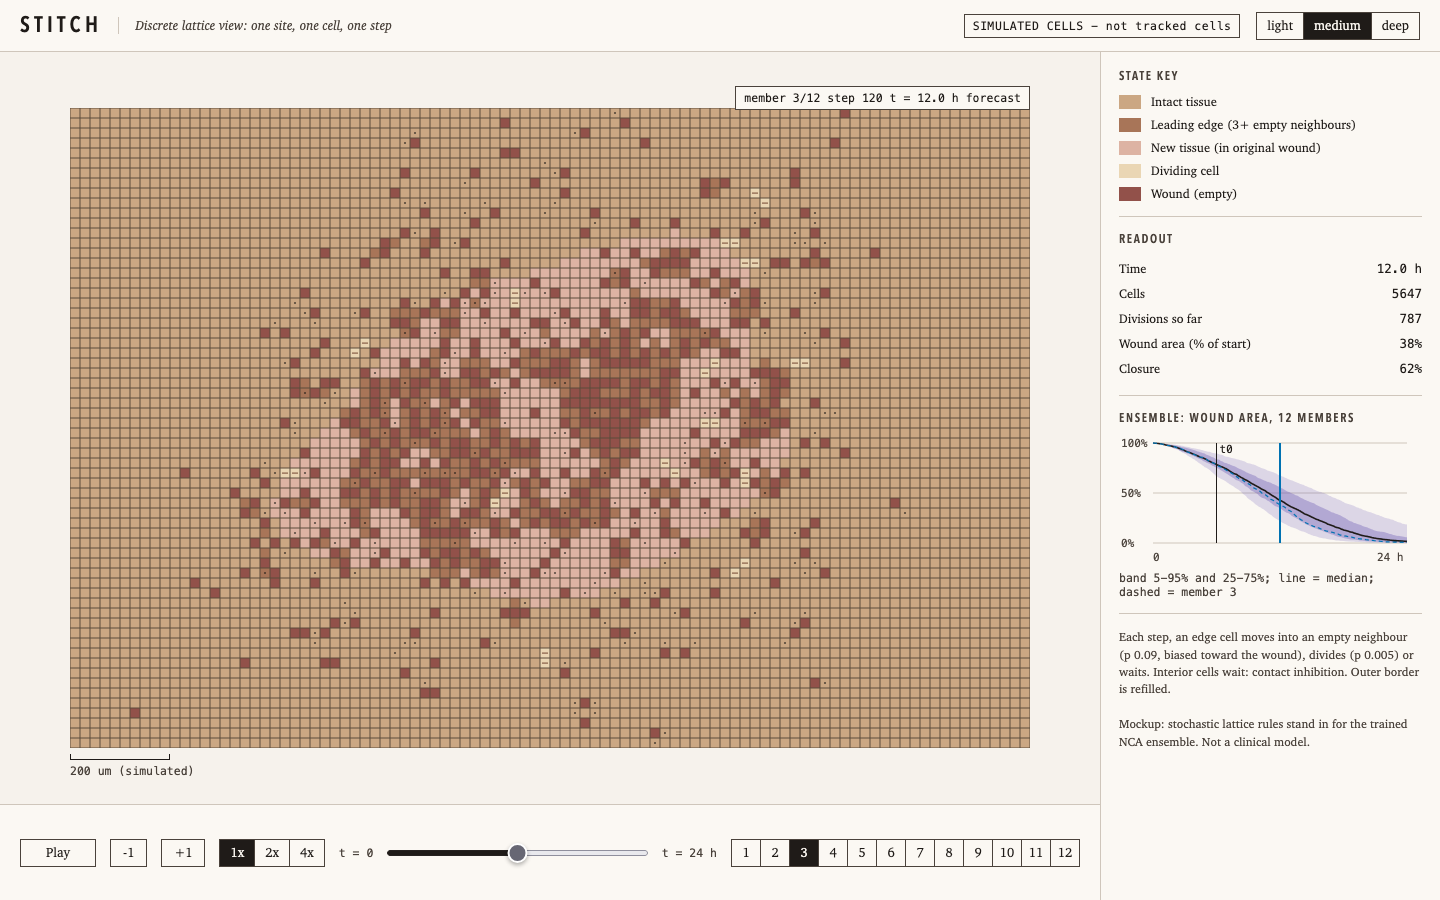 STITCH
Discrete lattice view: one site, one cell, one step
SIMULATED CELLS – not tracked cells
light medium deep
member 3/12 step 120 t = 12.0 h forecast
200 um (simulated)
Play -1 +1 1x 2x 4x t = 0 t = 24 h 1 2 3 4 5 6 7 8 9 10 11 12
STATE KEY
Intact tissue
Leading edge (3+ empty neighbours)
New tissue (in original wound)
Dividing cell
Wound (empty)
READOUT
Time 12.0 h
Cells 5647
Divisions so far 787
Wound area (% of start) 38%
Closure 62%
ENSEMBLE: WOUND AREA, 12 MEMBERS
100%
t0
50%
0%
0 24 h
band 5–95% and 25–75%; line = median;
dashed = member 3
Each step, an edge cell moves into an empty neighbour
(p 0.09, biased toward the wound), divides (p 0.005) or
waits. Interior cells wait: contact inhibition. Outer border
is refilled.
Mockup: stochastic lattice rules stand in for the trained
NCA ensemble. Not a clinical model.